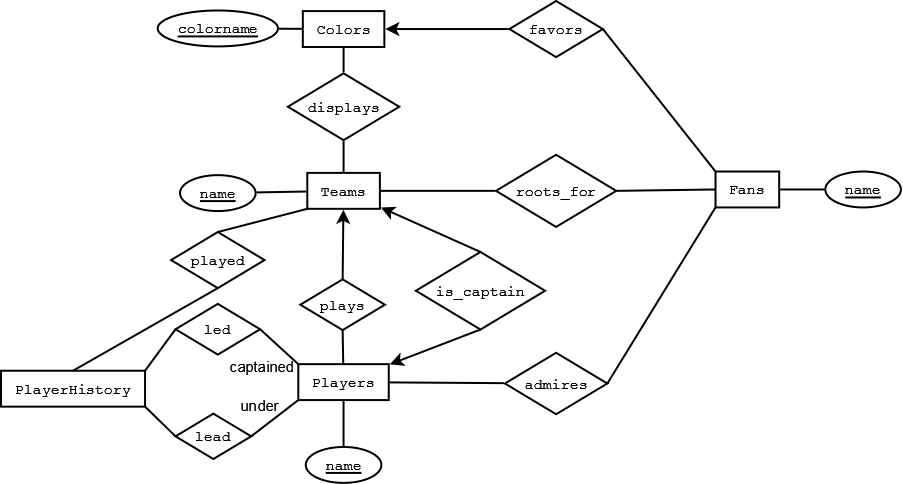 colorname
Colors
favors
displays
name
Teams
roots_for
Fans
name
played
is_captain
plays
led
captained
PlayerHistory
Players
admires
under
lead
name